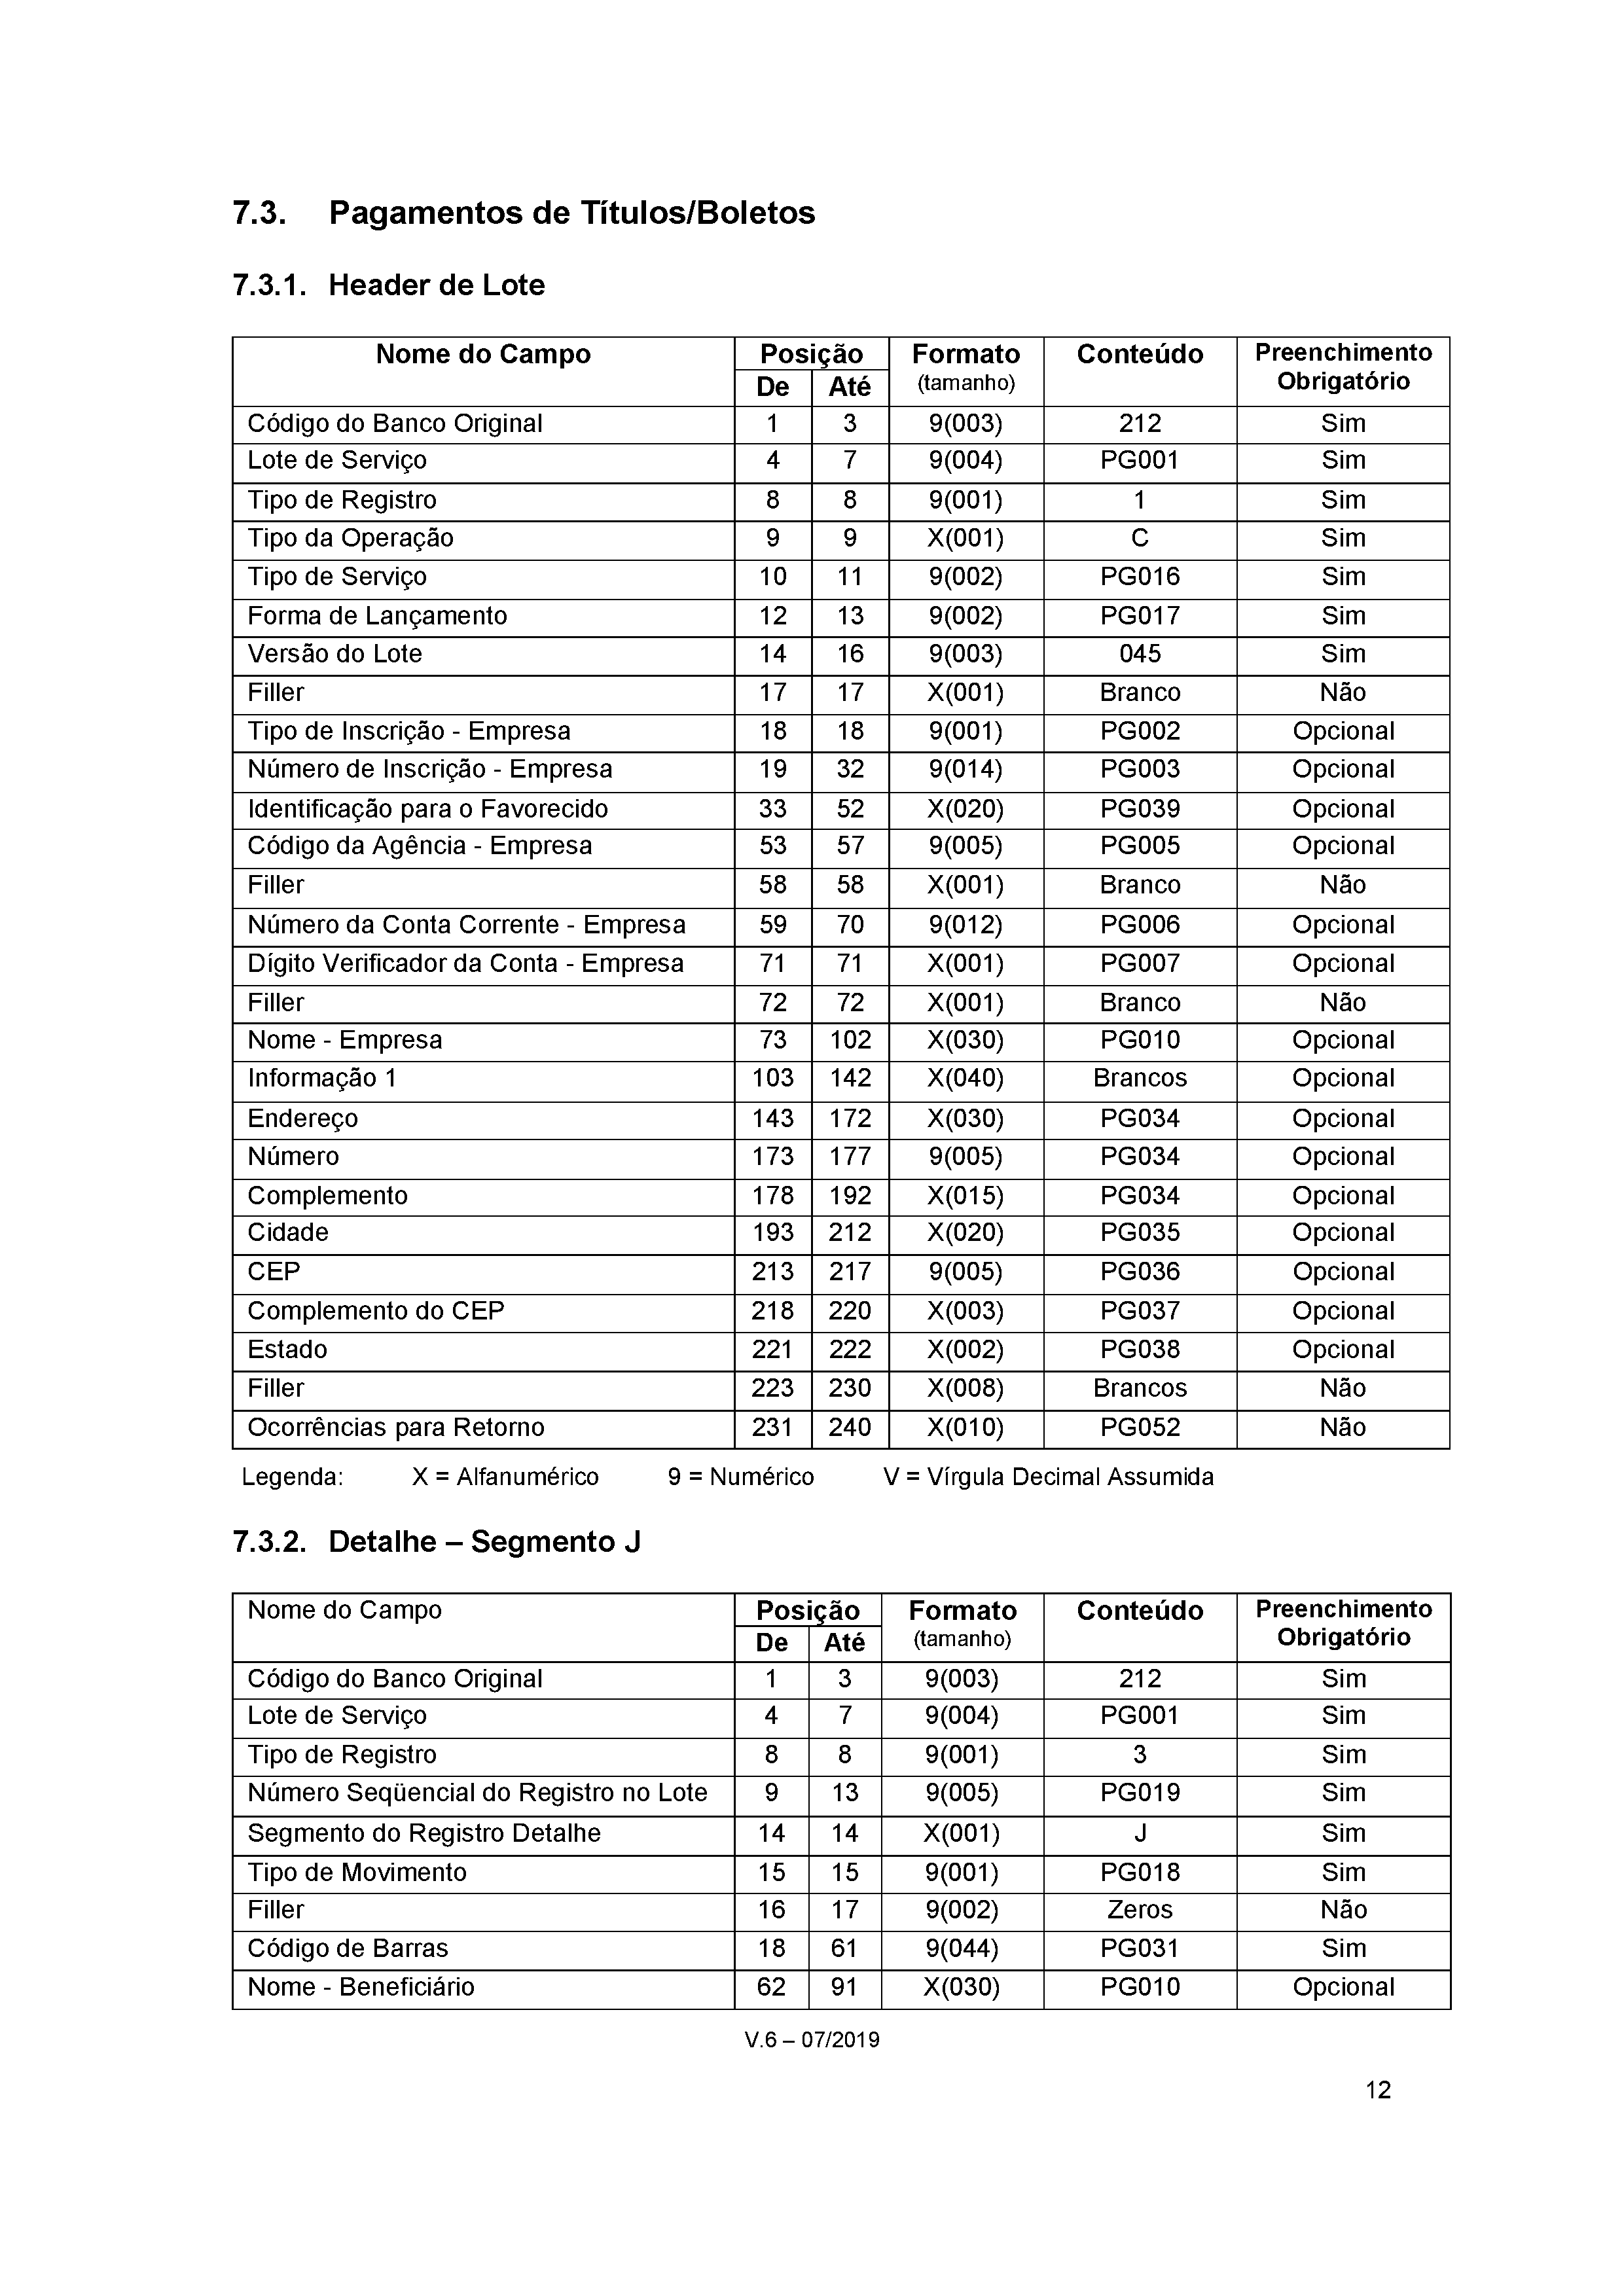 7.3. Pagamentos de Títulos/Boletos
7.3.1. Header de Lote
Nome do Campo Posição Formato Conteúdo Preenchimento
De Até (tamanho) Obrigatório
Código do Banco Original 1 3 9(003) 212 Sim
Lote de Serviço 4 7 9(004) PG001 Sim
Tipo de Registro 8 8 9(001) 1 Sim
Tipo da Operação 9 9 X(001) C Sim
Tipo de Serviço 10 11 9(002) PG016 Sim
Forma de Lançamento 12 13 9(002) PG017 Sim
Versão do Lote 14 16 9(003) 045 Sim
Filler 17 17 X(001) Branco Não
Tipo de Inscrição - Empresa 18 18 9(001) PG002 Opcional
Número de Inscrição - Empresa 19 32 9(014) PG003 Opcional
Identificação para o Favorecido 33 52 X(020) PG039 Opcional
Código da Agência - Empresa 53 57 9(005) PG005 Opcional
Filler 58 58 X(001) Branco Não
Número da Conta Corrente - Empresa 59 70 9(012) PG006 Opcional
Dígito Verificador da Conta - Empresa 71 71 X(001) PG007 Opcional
Filler 72 72 X(001) Branco Não
Nome - Empresa 73 102 X(030) PG010 Opcional
Informação 1 103 142 X(040) Brancos Opcional
Endereço 143 172 X(030) PG034 Opcional
Número 173 177 9(005) PG034 Opcional
Complemento 178 192 X(015) PG034 Opcional
Cidade 193 212 X(020) PG035 Opcional
CEP 213 217 9(005) PG036 Opcional
Complemento do CEP 218 220 X(003) PG037 Opcional
Estado 221 222 X(002) PG038 Opcional
Filler 223 230 X(008) Brancos Não
Ocorrências para Retorno 231 240 X(010) PG052 Não
Legenda: X = Alfanumérico 9 = Numérico V = Vírgula Decimal Assumida
7.3.2. Detalhe – Segmento J
Nome do Campo Posição Formato Conteúdo Preenchimento
De Até (tamanho) Obrigatório
Código do Banco Original 1 3 9(003) 212 Sim
Lote de Serviço 4 7 9(004) PG001 Sim
Tipo de Registro 8 8 9(001) 3 Sim
Número Seqüencial do Registro no Lote 9 13 9(005) PG019 Sim
Segmento do Registro Detalhe 14 14 X(001) J Sim
Tipo de Movimento 15 15 9(001) PG018 Sim
Filler 16 17 9(002) Zeros Não
Código de Barras 18 61 9(044) PG031 Sim
Nome - Beneficiário 62 91 X(030) PG010 Opcional
V.6 – 07/2019
12